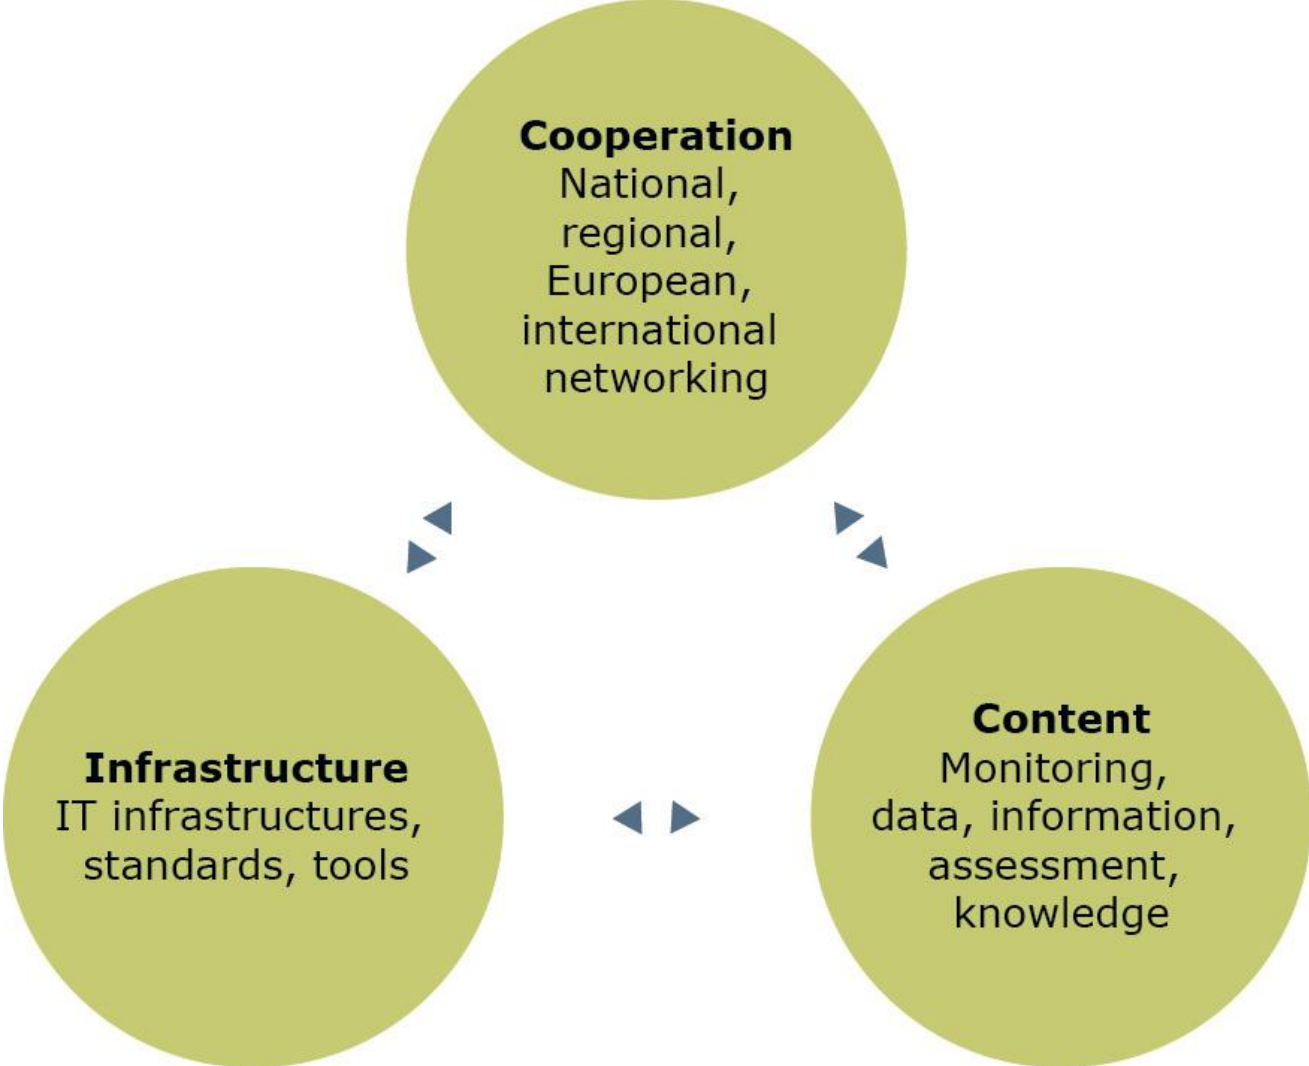 Cooperation
National,
regional,
European,
international
networking
Infrastructure
IT infrastructures,
standards, tools
Content
Monitoring,
data, information,
assessment,
knowledge